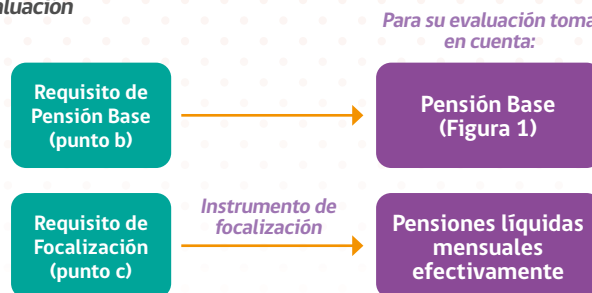 Para su evaluación toma
en cuenta:
Requisito de
Pensión Base
(punto b)
Pensión Base
(Figura 1)
Requisito de
Focalización
(punto c)
Instrumento de
focalización
Pensiones líquidas
mensuales
efectivamente